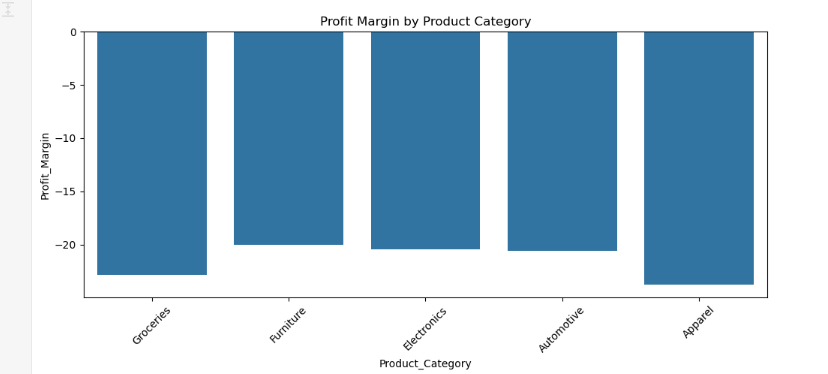 Profit Margin by Product Category
Profit_Margin
0
−5
−10
−15
−20
Groceries
Furniture
Electronics
Automotive
Apparel
Product_Category